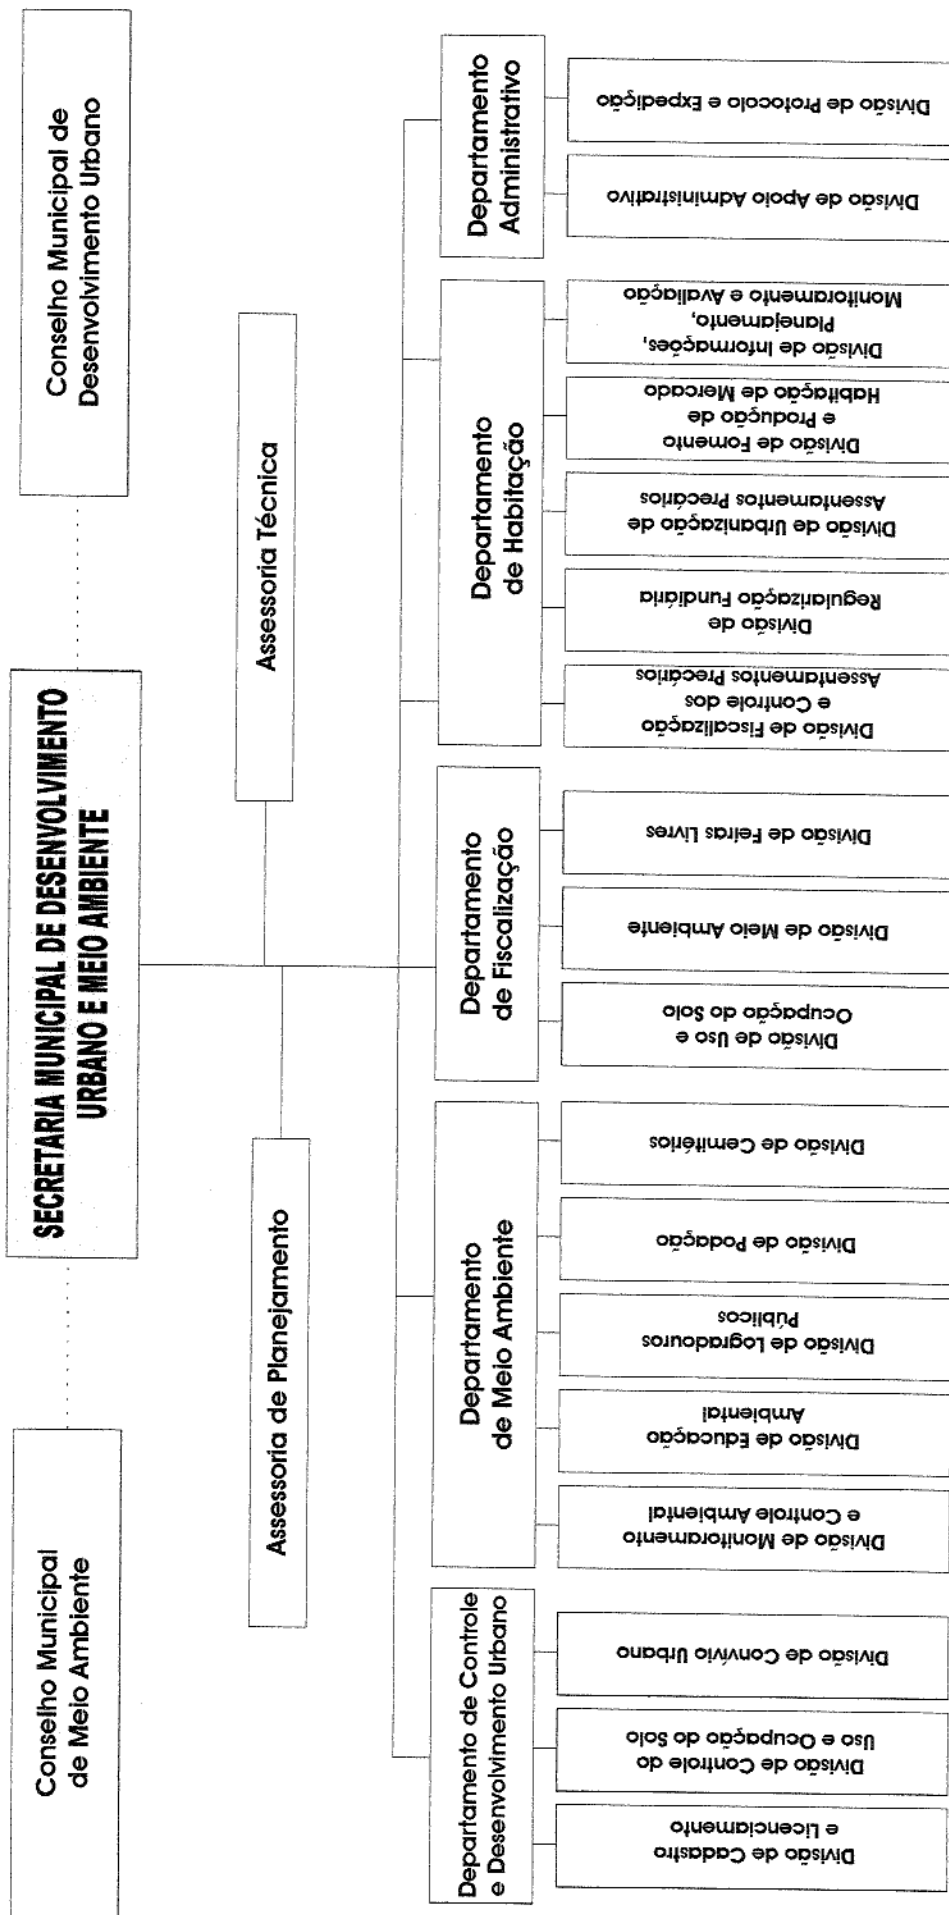 Conselho Municipal
de Meio Ambiente
SECRETARIA MUNICIPAL DE DESENVOLVIMENTO
URBANO E MEIO AMBIENTE
Conselho Municipal de
Desenvolvimento Urbano
Assessoria de Planejamento
Assessoria Técnica
Departamento de Controle
e Desenvolvimento Urbano
Departamento
de Meio Ambiente
Departamento
de Fiscalização
Departamento
de Habitação
Departamento
Administrativo
Divisão de Cadastro
e Licenciamento
Divisão de Controle do
Uso e Ocupação do Solo
Divisão de Convívio Urbano
Divisão de Monitoramento
e Controle Ambiental
Divisão de Educação
Ambiental
Divisão de Logradouros
Públicos
Divisão de Podação
Divisão de Cemitérios
Divisão de Uso e
Ocupação do Solo
Divisão de Meio Ambiente
Divisão de Feiras Livres
Divisão de Fiscalização
e Controle dos
Assentamentos Precários
Divisão de
Regularização Fundiária
Divisão de Urbanização de
Assentamentos Precários
Divisão de Fomento
e Produção de
Habitação de Mercado
Divisão de Informações,
Planejamento,
Monitoramento e Avaliação
Divisão de Apoio Administrativo
Divisão de Protocolo e Expedição